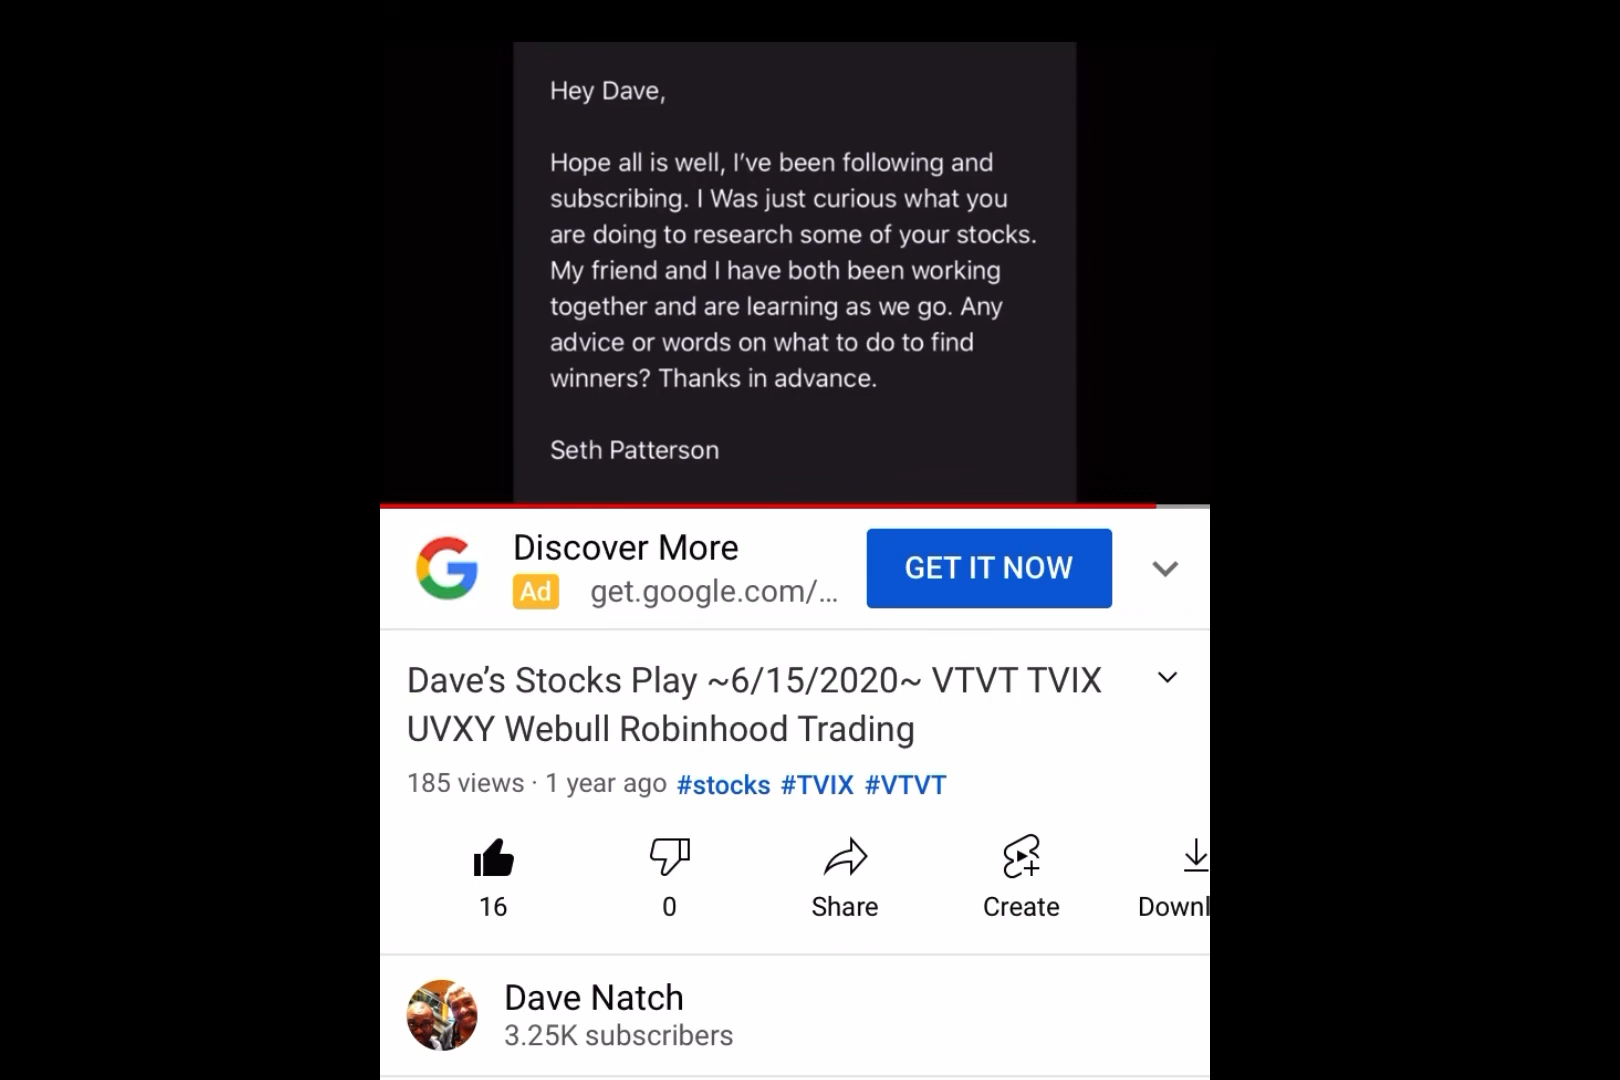 Hey Dave,
Hope all is well, I've been following and
subscribing. I Was just curious what you
are doing to research some of your stocks.
My friend and I have both been working
together and are learning as we go. Any
advice or words on what to do to find
winners? Thanks in advance.
Seth Patterson
Discover More
Ad get.google.com/...
GET IT NOW
Dave's Stocks Play ~6/15/2020~ VTVT TVIX
UVXY Webull Robinhood Trading
185 views · 1 year ago #stocks #TVIX #VTVT
16 0 Share Create Downl
Dave Natch
3.25K subscribers